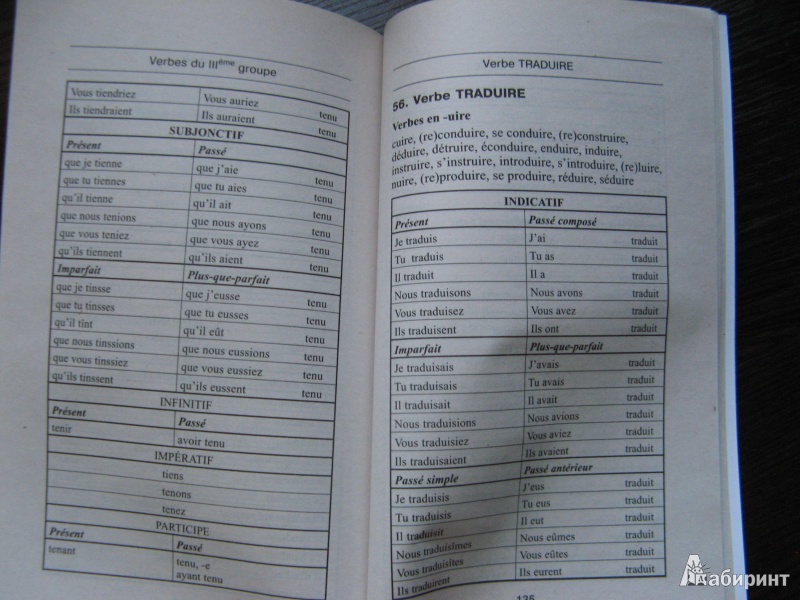 Verbes du IIIème groupe
Vous tiendriez Vous auriez tenu
Ils tiendraient Ils auraient tenu
SUBJONCTIF
Présent Passé
que je tienne que j'aie tenu
que tu tiennes que tu aies tenu
qu'il tienne qu'il ait tenu
que nous tenions que nous ayons tenu
que vous teniez que vous ayez tenu
qu'ils tiennent qu'ils aient tenu
Imparfait Plus-que-parfait
que je tinsse que j'eusse tenu
que tu tinsses que tu eusses tenu
qu'il tînt qu'il eût tenu
que nous tinssions que nous eussions tenu
que vous tinssiez que vous eussiez tenu
qu'ils tinssent qu'ils eussent tenu
INFINITIF
Présent Passé
tenir avoir tenu
IMPÉRATIF
tiens
tenons
tenez
PARTICIPE
Présent Passé
tenant tenu, -e
ayant tenu
Verbe TRADUIRE
56. Verbe TRADUIRE
Verbes en -uire
cuire, (re)conduire, se conduire, (re)construire,
déduire, détruire, éconduire, enduire, induire,
instruire, s'instruire, introduire, s'introduire, (re)luire,
nuire, (re)produire, se produire, réduire, séduire
INDICATIF
Présent Passé composé
Je traduis J'ai traduit
Tu traduis Tu as traduit
Il traduit Il a traduit
Nous traduisons Nous avons traduit
Vous traduisez Vous avez traduit
Ils traduisent Ils ont traduit
Imparfait Plus-que-parfait
Je traduisais J'avais traduit
Tu traduisais Tu avais traduit
Il traduisait Il avait traduit
Nous traduisions Nous avions traduit
Vous traduisiez Vous aviez traduit
Ils traduisaient Ils avaient traduit
Passé simple Passé antérieur
Je traduisis J'eus traduit
Tu traduisis Tu eus traduit
Il traduisit Il eut traduit
Nous traduisîmes Nous eûmes traduit
Vous traduisîtes Vous eûtes traduit
Ils traduisirent Ils eurent traduit
135
Лабиринт